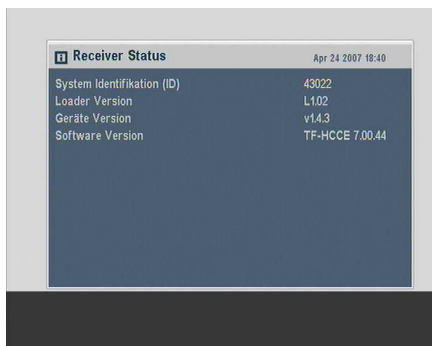 Receiver Status Apr 24 2007 18:40
System Identifikation (ID) 43022
Loader Version L1.02
Geräte Version v1.4.3
Software Version TF-HCCE 7.00.44